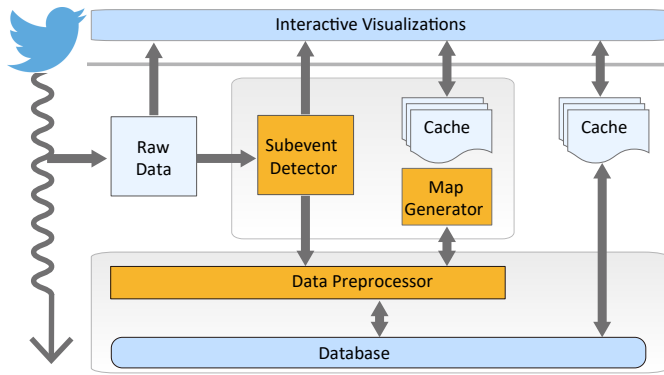 Interactive Visualizations
Raw
Data
Subevent
Detector
Cache
Map
Generator
Cache
Data Preprocessor
Database